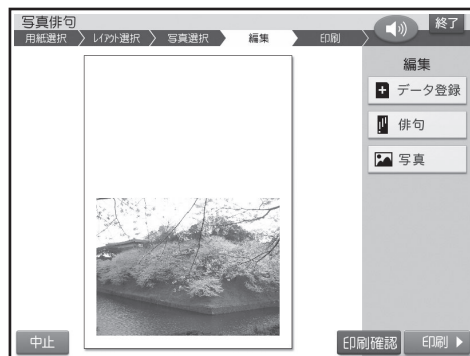 写真俳句
終了
用紙選択 レイアウト選択 写真選択 編集 印刷
編集
データ登録
俳句
写真
中止
印刷確認
印刷